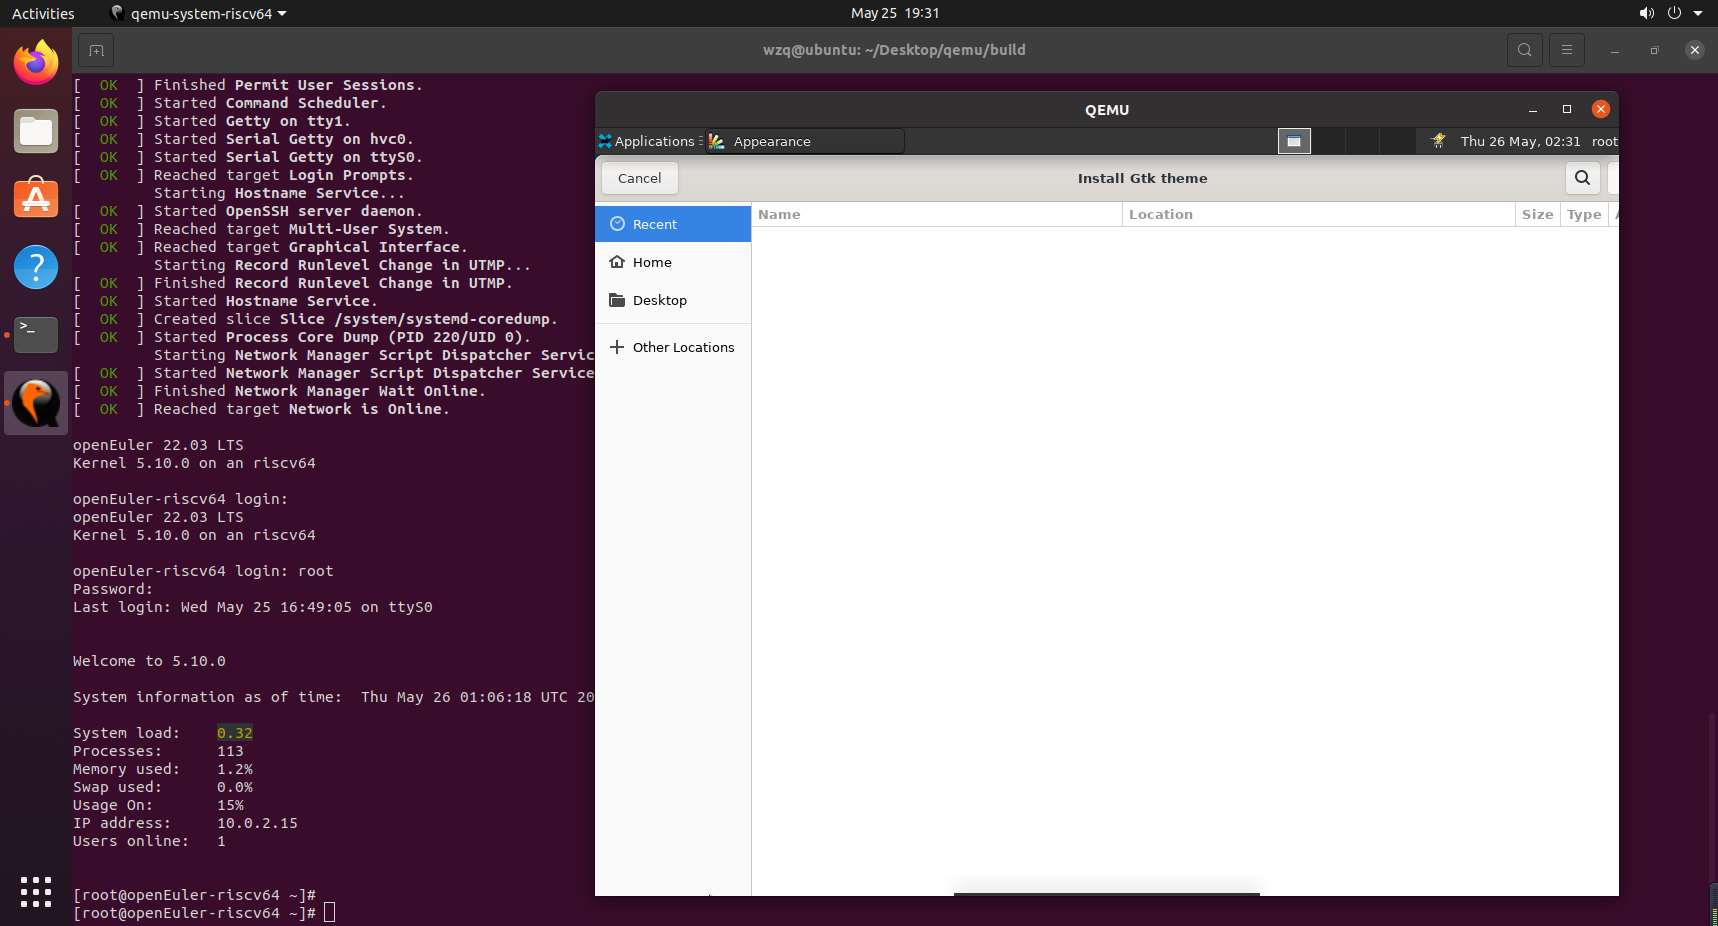 Activities
qemu-system-riscv64
May 25 19:31
wzq@ubuntu: ~/Desktop/qemu/build
[ OK ] Finished Permit User Sessions.
[ OK ] Started Command Scheduler.
[ OK ] Started Getty on tty1.
[ OK ] Started Serial Getty on hvc0.
[ OK ] Started Serial Getty on ttyS0.
[ OK ] Reached target Login Prompts.
Starting Hostname Service...
[ OK ] Started OpenSSH server daemon.
[ OK ] Reached target Multi-User System.
[ OK ] Reached target Graphical Interface.
Starting Record Runlevel Change in UTMP...
[ OK ] Finished Record Runlevel Change in UTMP.
[ OK ] Started Hostname Service.
[ OK ] Created slice Slice /system/systemd-coredump.
[ OK ] Started Process Core Dump (PID 220/UID 0).
Starting Network Manager Script Dispatcher Servic
[ OK ] Started Network Manager Script Dispatcher Service
[ OK ] Finished Network Manager Wait Online.
[ OK ] Reached target Network is Online.
openEuler 22.03 LTS
Kernel 5.10.0 on an riscv64
openEuler-riscv64 login:
openEuler 22.03 LTS
Kernel 5.10.0 on an riscv64
openEuler-riscv64 login: root
Password:
Last login: Wed May 25 16:49:05 on ttyS0
Welcome to 5.10.0
System information as of time: Thu May 26 01:06:18 UTC 20
System load: 0.32
Processes: 113
Memory used: 1.2%
Swap used: 0.0%
Usage On: 15%
IP address: 10.0.2.15
Users online: 1
[root@openEuler-riscv64 ~]#
[root@openEuler-riscv64 ~]#
QEMU
Applications
Appearance
Thu 26 May, 02:31
root
Cancel
Install Gtk theme
Name
Location
Size
Type
Recent
Home
Desktop
Other Locations